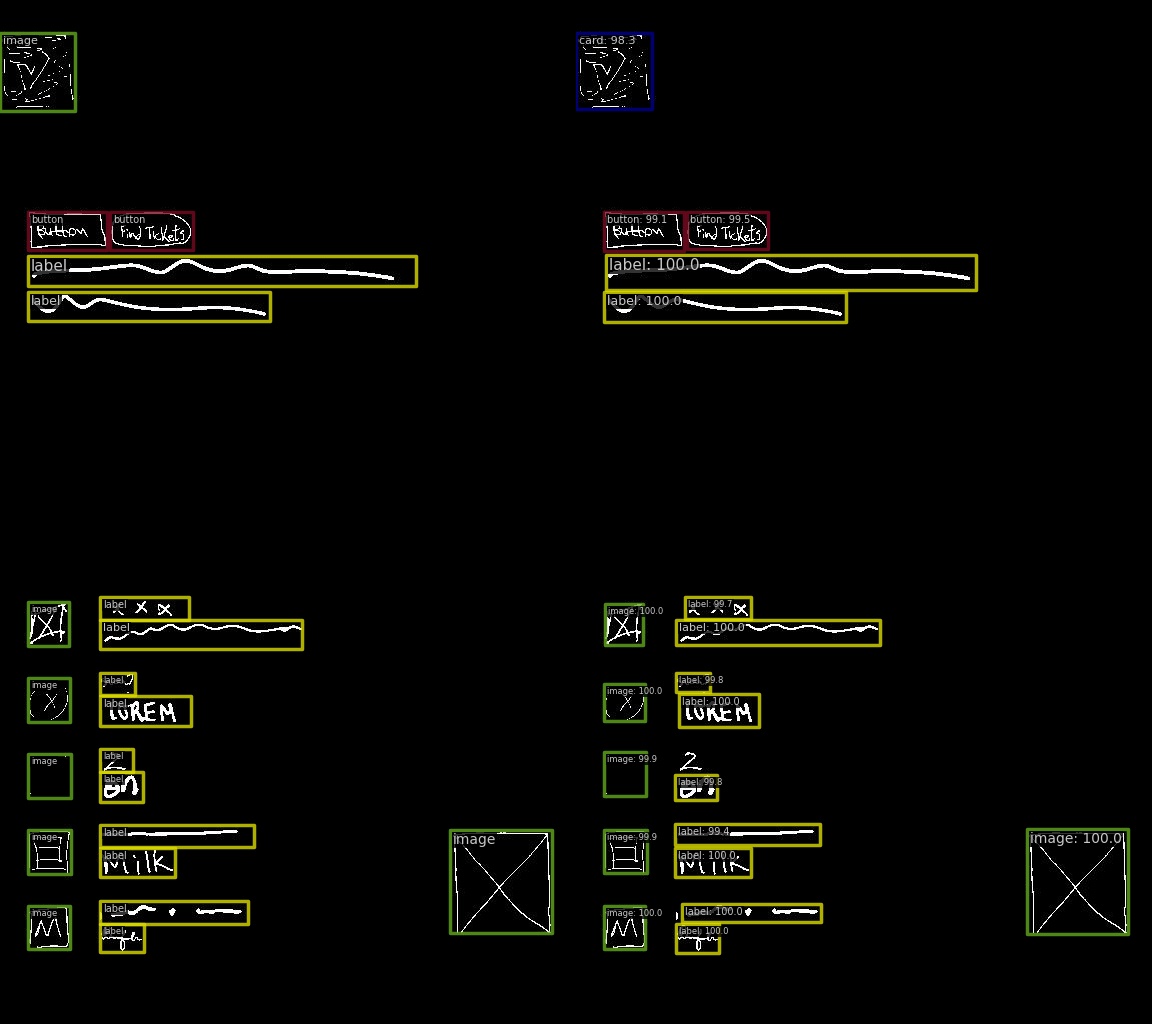 image card: 98.3
button button button: 99.1 button: 99.5
Button Find Tickets Button Find Tickets
label label: 100.0
label label: 100.0
image label image: 100.0 label: 99.7
x x x x
label label: 100.0
image label image: 100.0 label: 99.8
label label: 100.0
LOREM LOREM
image label image: 99.9 label: 99.8
2 2
label
on on
image label image: 99.9 label: 99.4
image image: 100.0
label label: 100.0
Milk Milk
image label image: 100.0 label: 100.0
M M
label label: 100.0